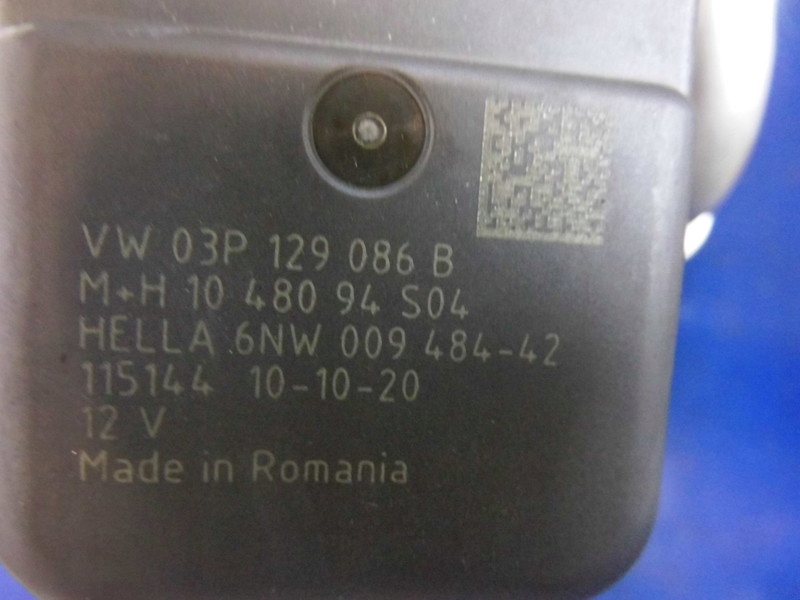 VW 03P 129 086 B
M+H 10 480 94 S04
HELLA 6NW 009 484-42
115144 10-10-20
12 V
Made in Romania